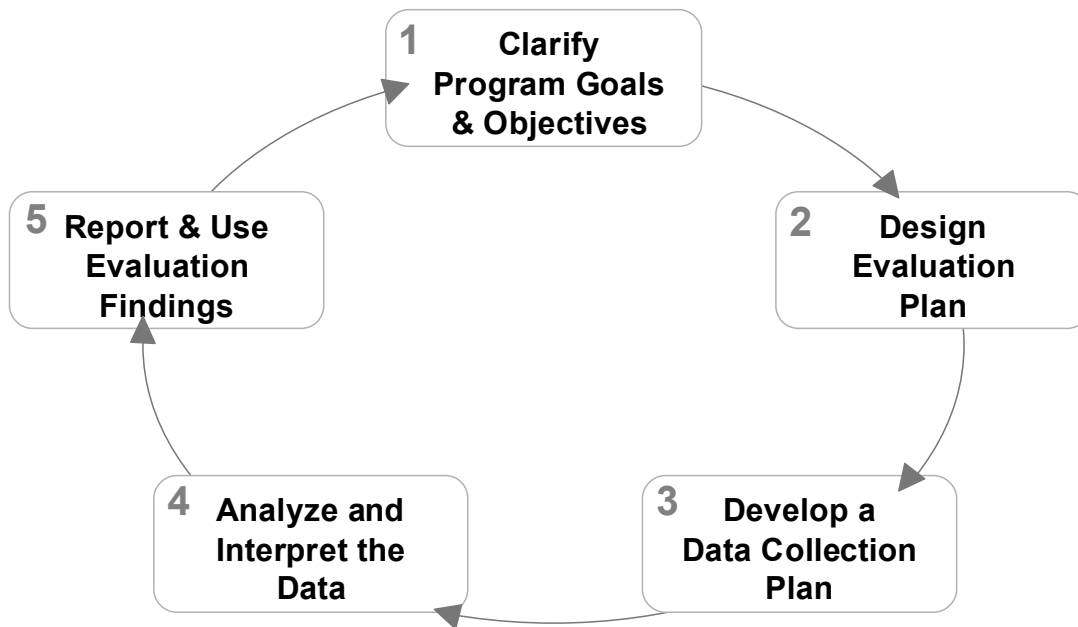 1
Clarify
Program Goals
& Objectives
2
Design
Evaluation
Plan
3
Develop a
Data Collection
Plan
4
Analyze and
Interpret the
Data
5
Report & Use
Evaluation
Findings